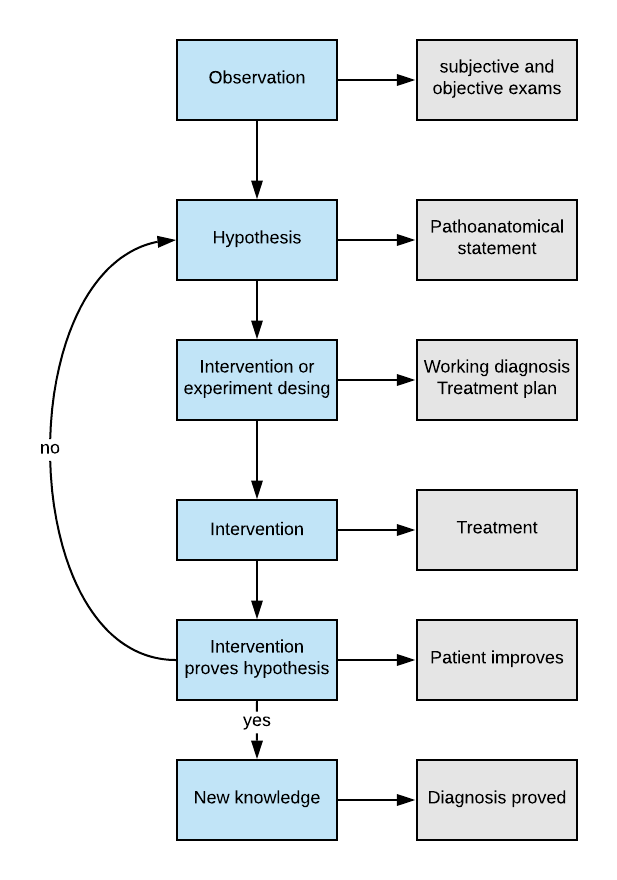 Observation
subjective and
objective exams
Hypothesis
Pathoanatomical
statement
Intervention or
experiment desing
Working diagnosis
Treatment plan
no
Intervention
Treatment
Intervention
proves hypothesis
Patient improves
yes
New knowledge
Diagnosis proved